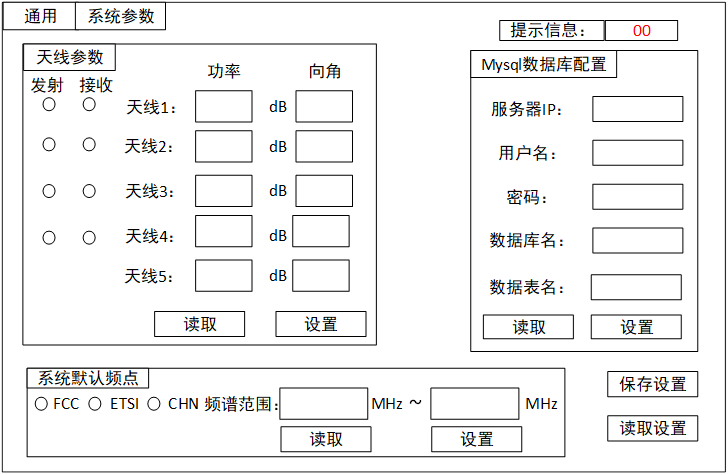 通用 系统参数
提示信息： 00
天线参数
发射 接收 功率 向角
天线1： dB
天线2： dB
天线3： dB
天线4： dB
天线5： dB
读取 设置
Mysql数据库配置
服务器IP：
用户名：
密码：
数据库名：
数据表名：
读取 设置
系统默认频点
FCC ETSI CHN 频谱范围： MHz ~ MHz
读取 设置
保存设置
读取设置